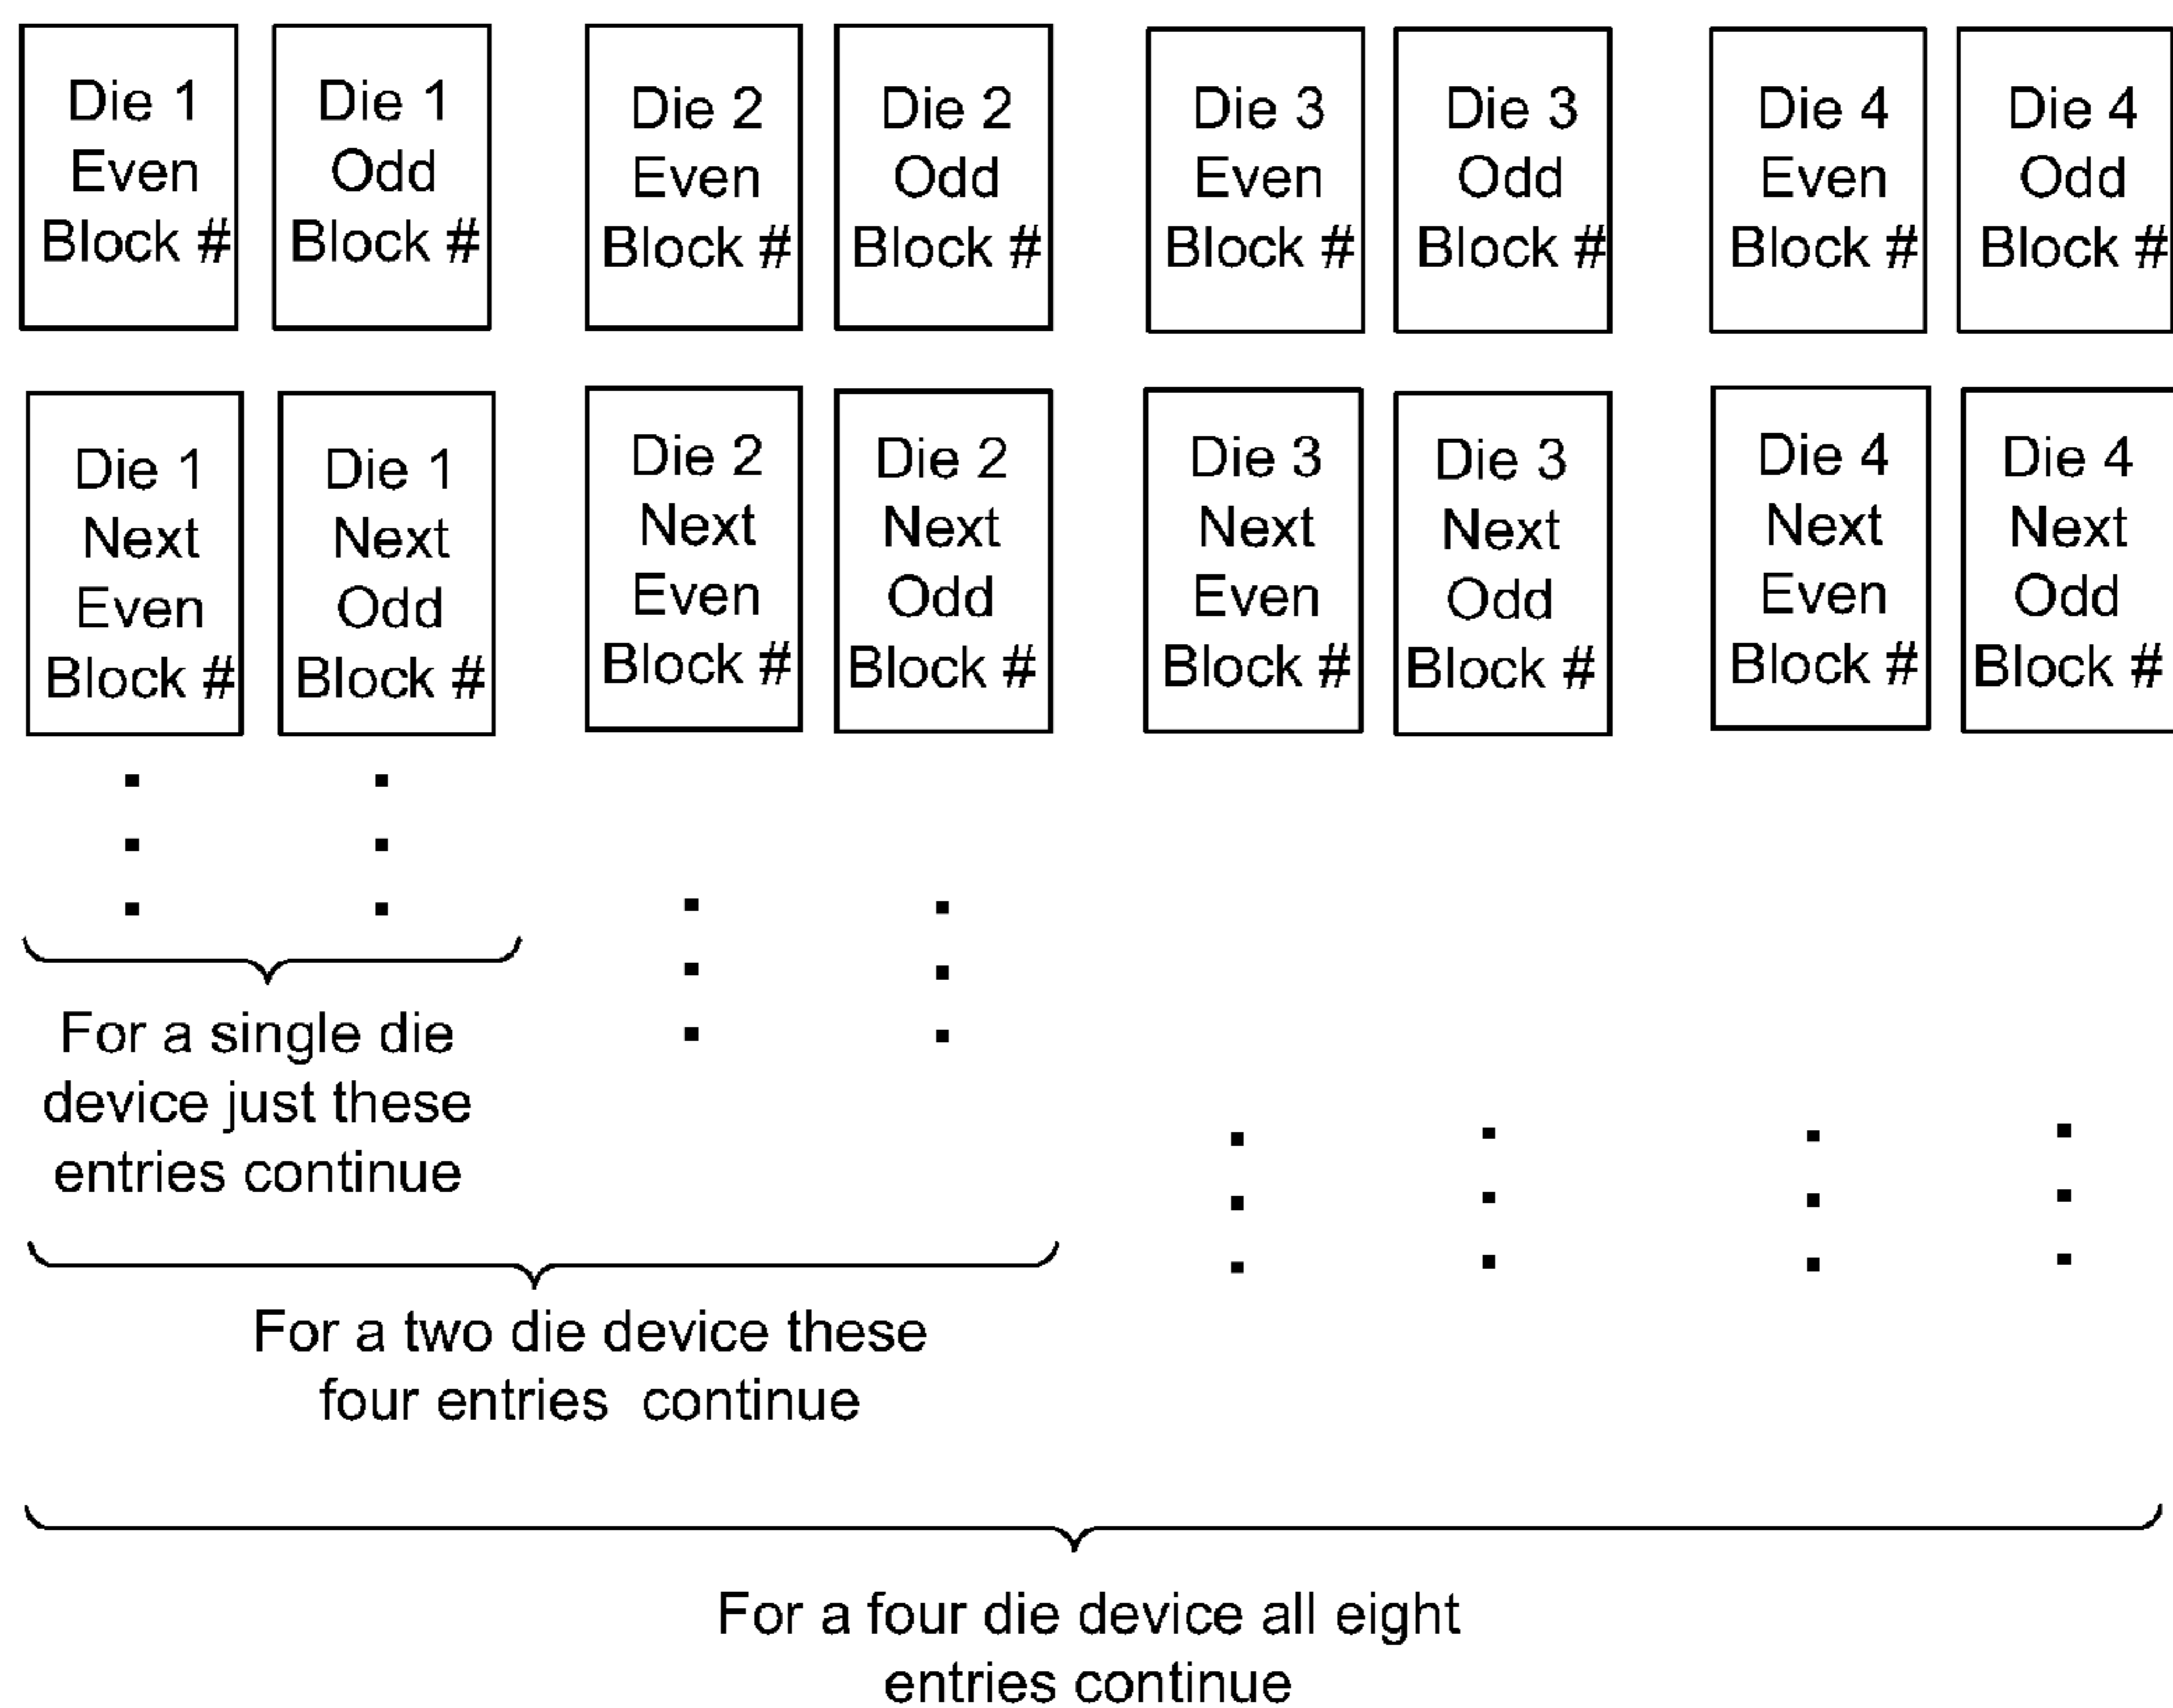 Die 1
Even
Block #
Die 1
Odd
Block #
Die 2
Even
Block #
Die 2
Odd
Block #
Die 3
Even
Block #
Die 3
Odd
Block #
Die 4
Even
Block #
Die 4
Odd
Block #
Die 1
Next
Even
Block #
Die 1
Next
Odd
Block #
Die 2
Next
Even
Block #
Die 2
Next
Odd
Block #
Die 3
Next
Even
Block #
Die 3
Next
Odd
Block #
Die 4
Next
Even
Block #
Die 4
Next
Odd
Block #
For a single die
device just these
entries continue
For a two die device these
four entries continue
For a four die device all eight
entries continue